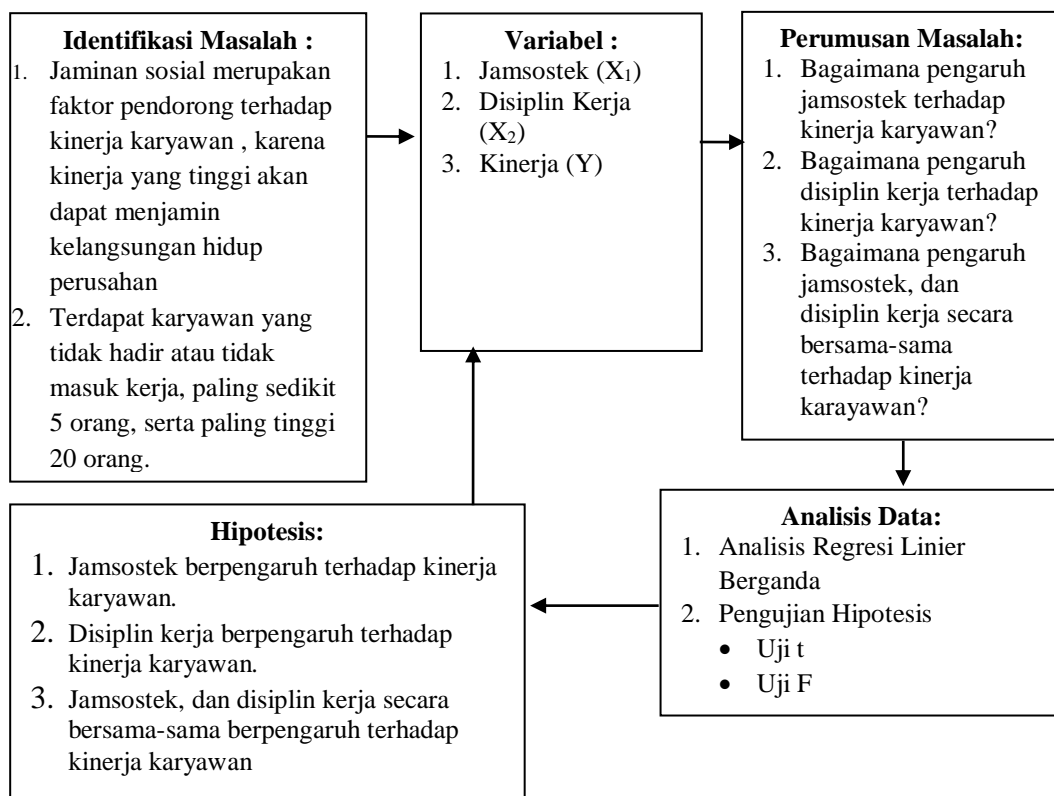 Identifikasi Masalah :
1. Jaminan sosial merupakan
faktor pendorong terhadap
kinerja karyawan , karena
kinerja yang tinggi akan
dapat menjamin
kelangsungan hidup
perusahan
2. Terdapat karyawan yang
tidak hadir atau tidak
masuk kerja, paling sedikit
5 orang, serta paling tinggi
20 orang.
Variabel :
1. Jamsostek (X₁)
2. Disiplin Kerja
(X₂)
3. Kinerja (Y)
Perumusan Masalah:
1. Bagaimana pengaruh
jamsostek terhadap
kinerja karyawan?
2. Bagaimana pengaruh
disiplin kerja terhadap
kinerja karyawan?
3. Bagaimana pengaruh
jamsostek, dan
disiplin kerja secara
bersama-sama
terhadap kinerja
karayawan?
Analisis Data:
1. Analisis Regresi Linier
Berganda
2. Pengujian Hipotesis
• Uji t
• Uji F
Hipotesis:
1. Jamsostek berpengaruh terhadap kinerja
karyawan.
2. Disiplin kerja berpengaruh terhadap
kinerja karyawan.
3. Jamsostek, dan disiplin kerja secara
bersama-sama berpengaruh terhadap
kinerja karyawan